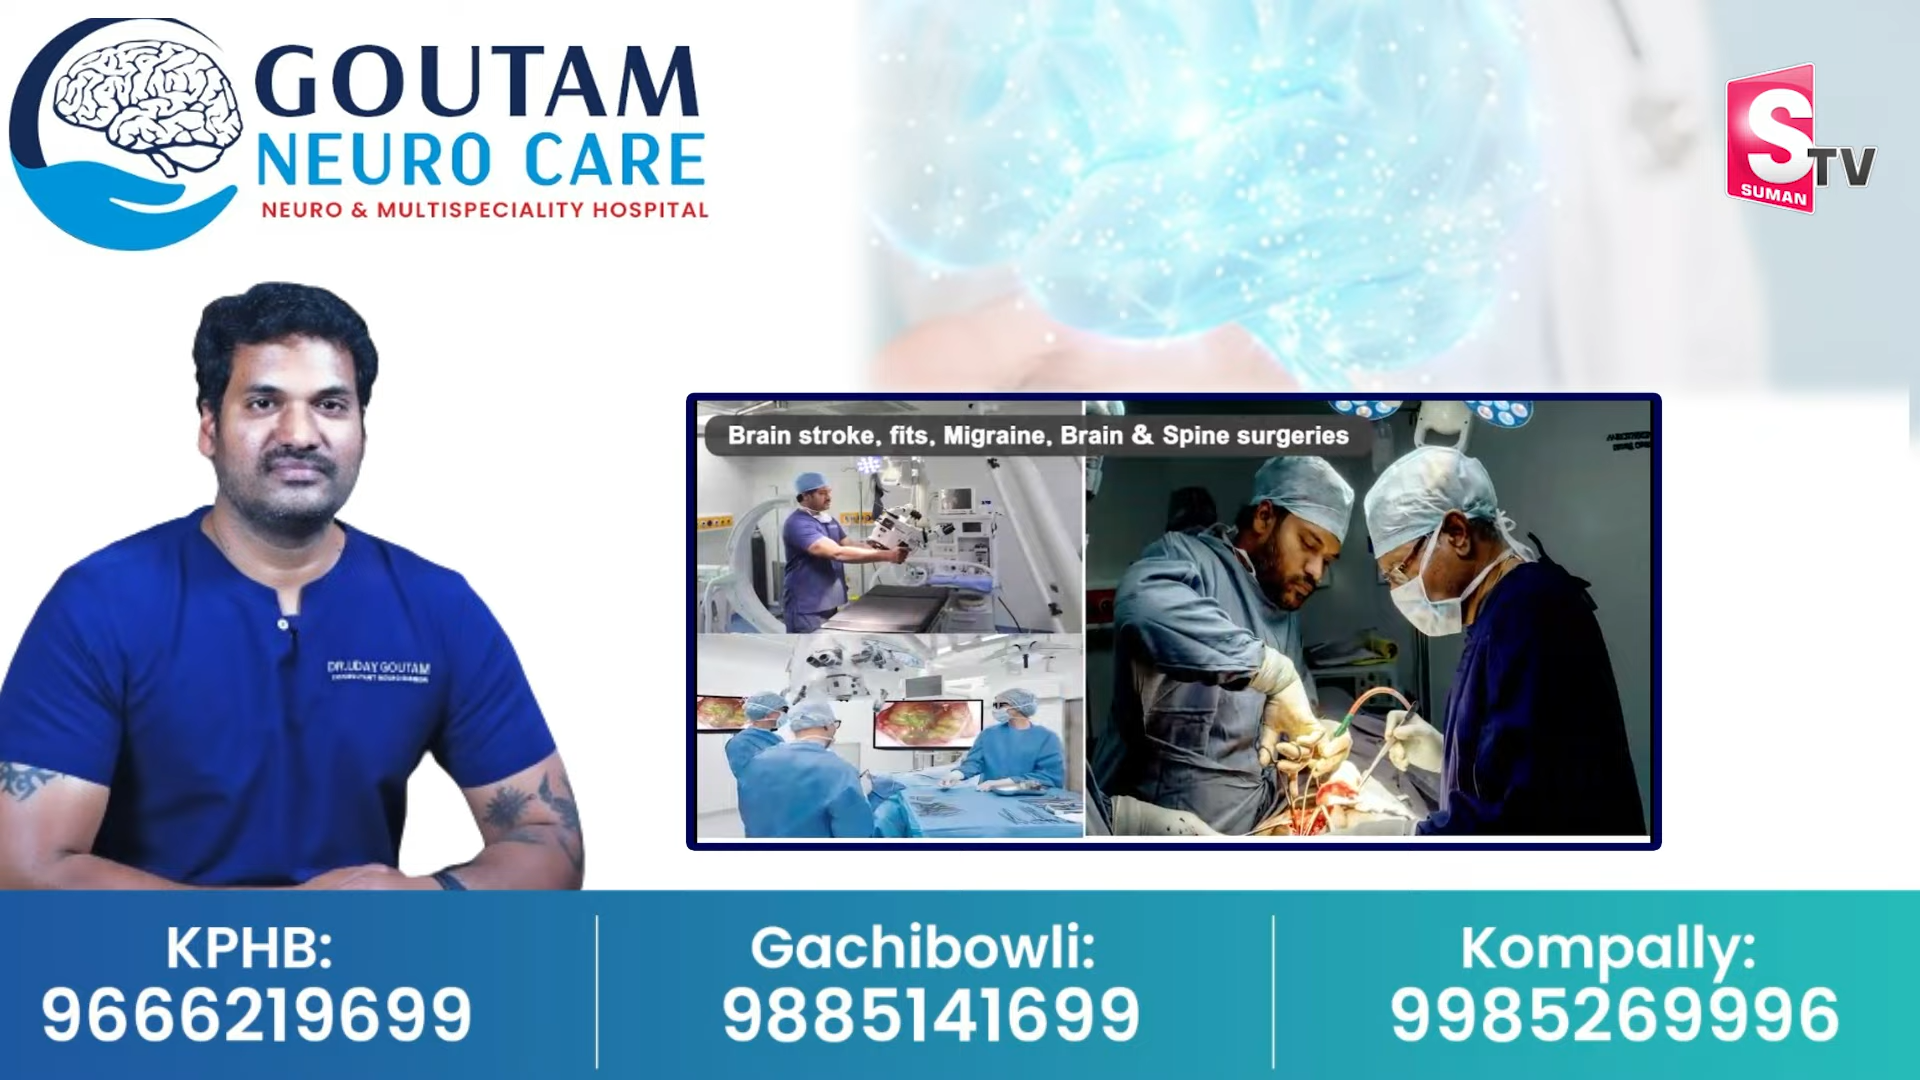 GOUTAM
NEURO CARE
NEURO & MULTISPECIALITY HOSPITAL
S
TV
SUMAN
Brain stroke, fits, Migraine, Brain & Spine surgeries
DR.UDAY GOUTAM
KPHB:
9666219699
Gachibowli:
9885141699
Kompally:
9985269996